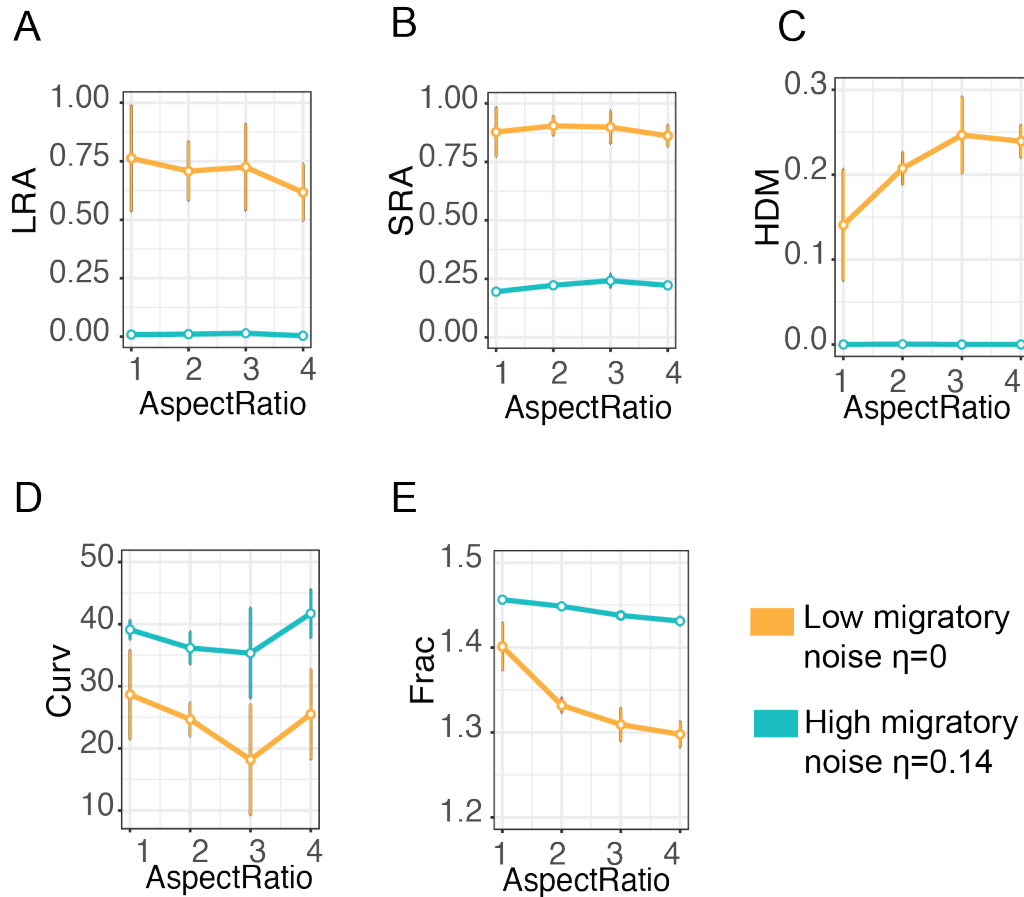 A
LRA
1.00
0.75
0.50
0.25
0.00
1 2 3 4
AspectRatio
B
SRA
1.00
0.75
0.50
0.25
0.00
1 2 3 4
AspectRatio
C
HDM
0.3
0.2
0.1
0.0
1 2 3 4
AspectRatio
D
Curv
50
40
30
20
10
1 2 3 4
AspectRatio
E
Frac
1.5
1.4
1.3
1.2
1 2 3 4
AspectRatio
Low migratory
noise η=0
High migratory
noise η=0.14